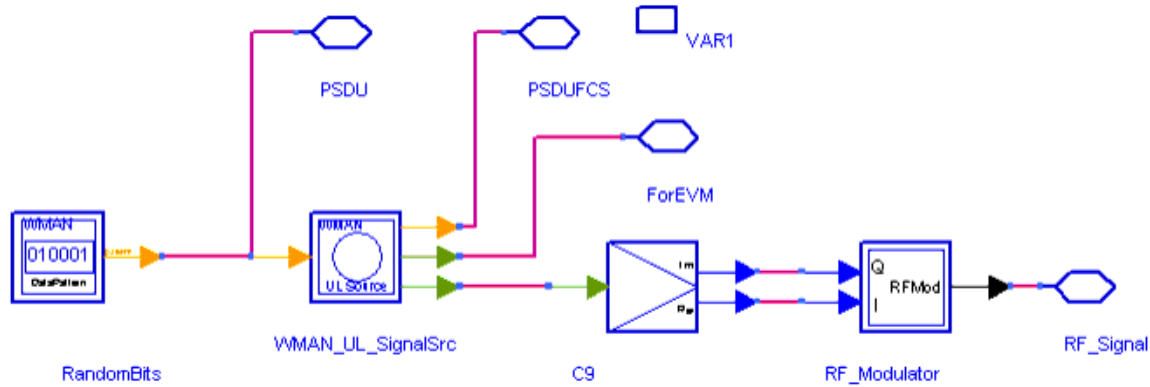 VAR1
PSDU
PSDUFCS
ForEVM
WMAN
010001
DataPattern
WMAN
UL Source
Im
Re
Q
RFMod
I
WMAN_UL_SignalSrc
RF_Signal
RandomBits
C9
RF_Modulator